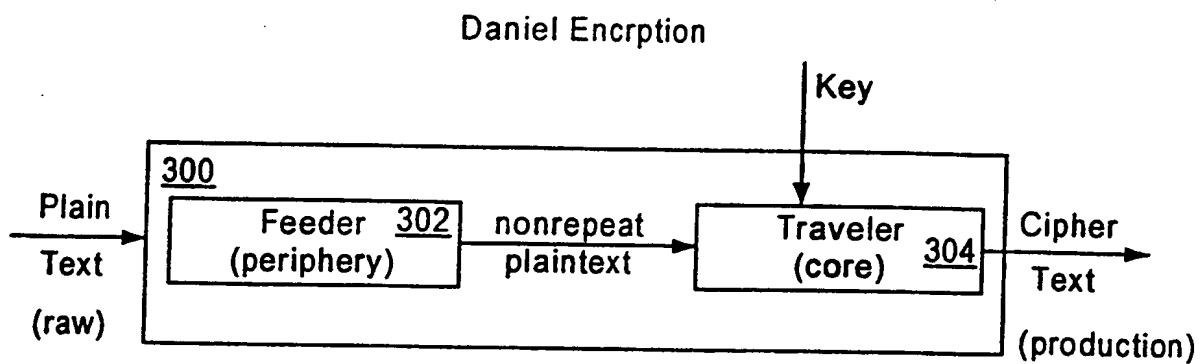 Daniel Encrption
Key
300
Plain
Text
(raw)
Feeder 302
(periphery)
nonrepeat
plaintext
Traveler
(core) 304
Cipher
Text
(production)